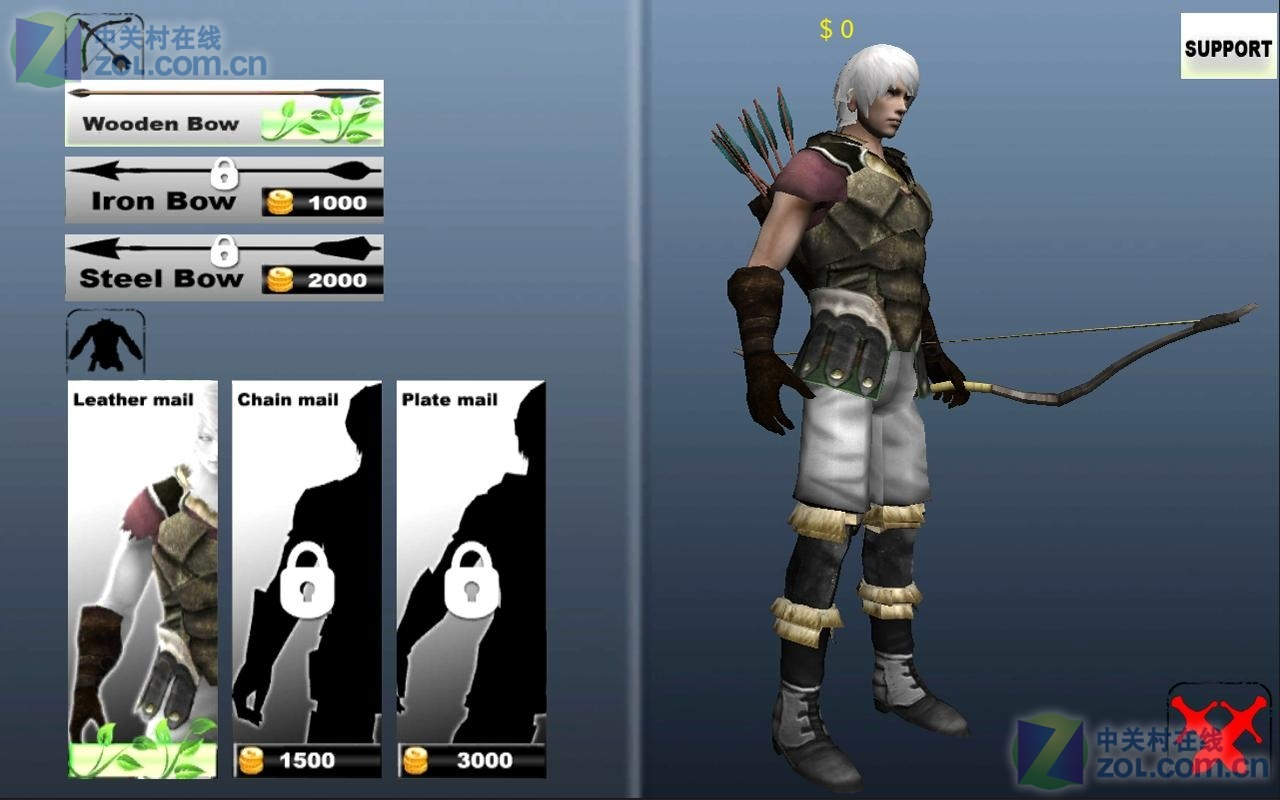 中关村在线
ZOL.com.cn
$ 0
SUPPORT
Wooden Bow
Iron Bow
1000
Steel Bow
2000
Leather mail
Chain mail
Plate mail
1500
3000
中关村在线
ZOL.com.cn